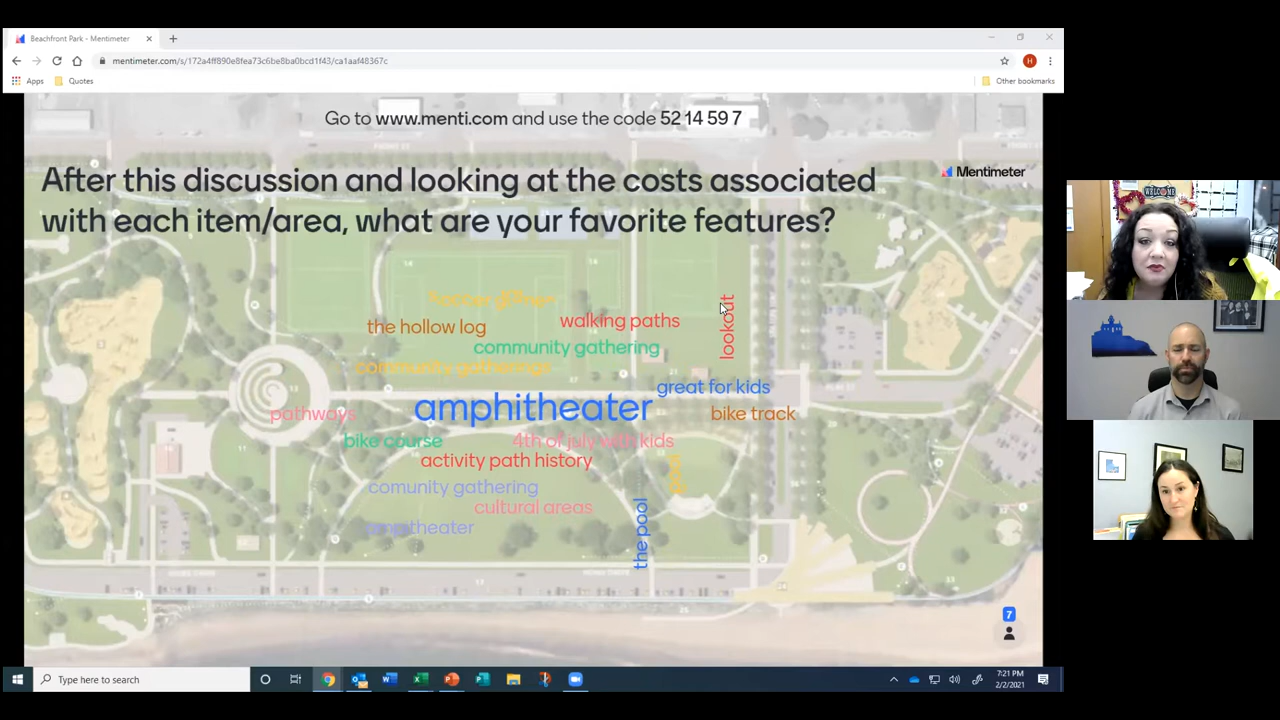 Beachfront Park - Mentimeter
mentimeter.com/s/172a4ff890e8fea73c6be8ba0bcd1f43/ca1aaf48367c
Apps
Quotes
Other bookmarks
H
Go to www.menti.com and use the code 52 14 59 7
Mentimeter
After this discussion and looking at the costs associated
with each item/area, what are your favorite features?
lookout
the hollow log
walking paths
community gathering
community gatherings
great for kids
amphitheater
pathways
bike track
bike course
4th of july with kids
activity path history
comunity gathering
cultural areas
ampitheater
the pool
7
WELCOME
Type here to search
7:21 PM
2/2/2021